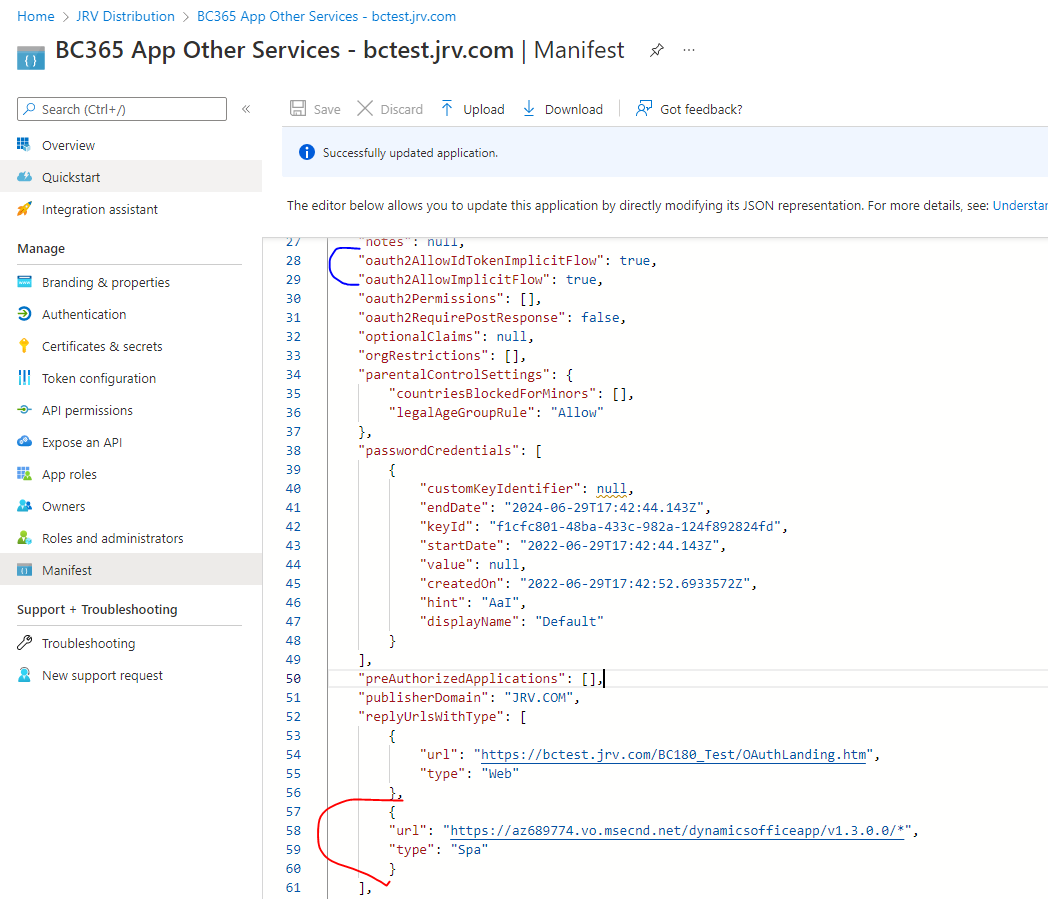 Home > JRV Distribution > BC365 App Other Services - bctest.jrv.com
BC365 App Other Services - bctest.jrv.com | Manifest ...
Search (Ctrl+/) «
Save Discard Upload Download Got feedback?
Overview
Quickstart
Integration assistant
Manage
Branding & properties
Authentication
Certificates & secrets
Token configuration
API permissions
Expose an API
App roles
Owners
Roles and administrators
Manifest
Support + Troubleshooting
Troubleshooting
New support request
Successfully updated application.
The editor below allows you to update this application by directly modifying its JSON representation. For more details, see: Understar
27 "notes": null,
28 "oauth2AllowIdTokenImplicitFlow": true,
29 "oauth2AllowImplicitFlow": true,
30 "oauth2Permissions": [],
31 "oauth2RequirePostResponse": false,
32 "optionalClaims": null,
33 "orgRestrictions": [],
34 "parentalControlSettings": {
35 "countriesBlockedForMinors": [],
36 "legalAgeGroupRule": "Allow"
37 },
38 "passwordCredentials": [
39 {
40 "customKeyIdentifier": null,
41 "endDate": "2024-06-29T17:42:44.143Z",
42 "keyId": "f1cfc801-48ba-433c-982a-124f892824fd",
43 "startDate": "2022-06-29T17:42:44.143Z",
44 "value": null,
45 "createdOn": "2022-06-29T17:42:52.6933572Z",
46 "hint": "AaI",
47 "displayName": "Default"
48 }
49 ],
50 "preAuthorizedApplications": [],
51 "publisherDomain": "JRV.COM",
52 "replyUrlsWithType": [
53 {
54 "url": "https://bctest.jrv.com/BC180_Test/OAuthLanding.htm",
55 "type": "Web"
56 },
57 {
58 "url": "https://az689774.vo.msecnd.net/dynamicsofficeapp/v1.3.0.0/*",
59 "type": "Spa"
60 }
61 ],